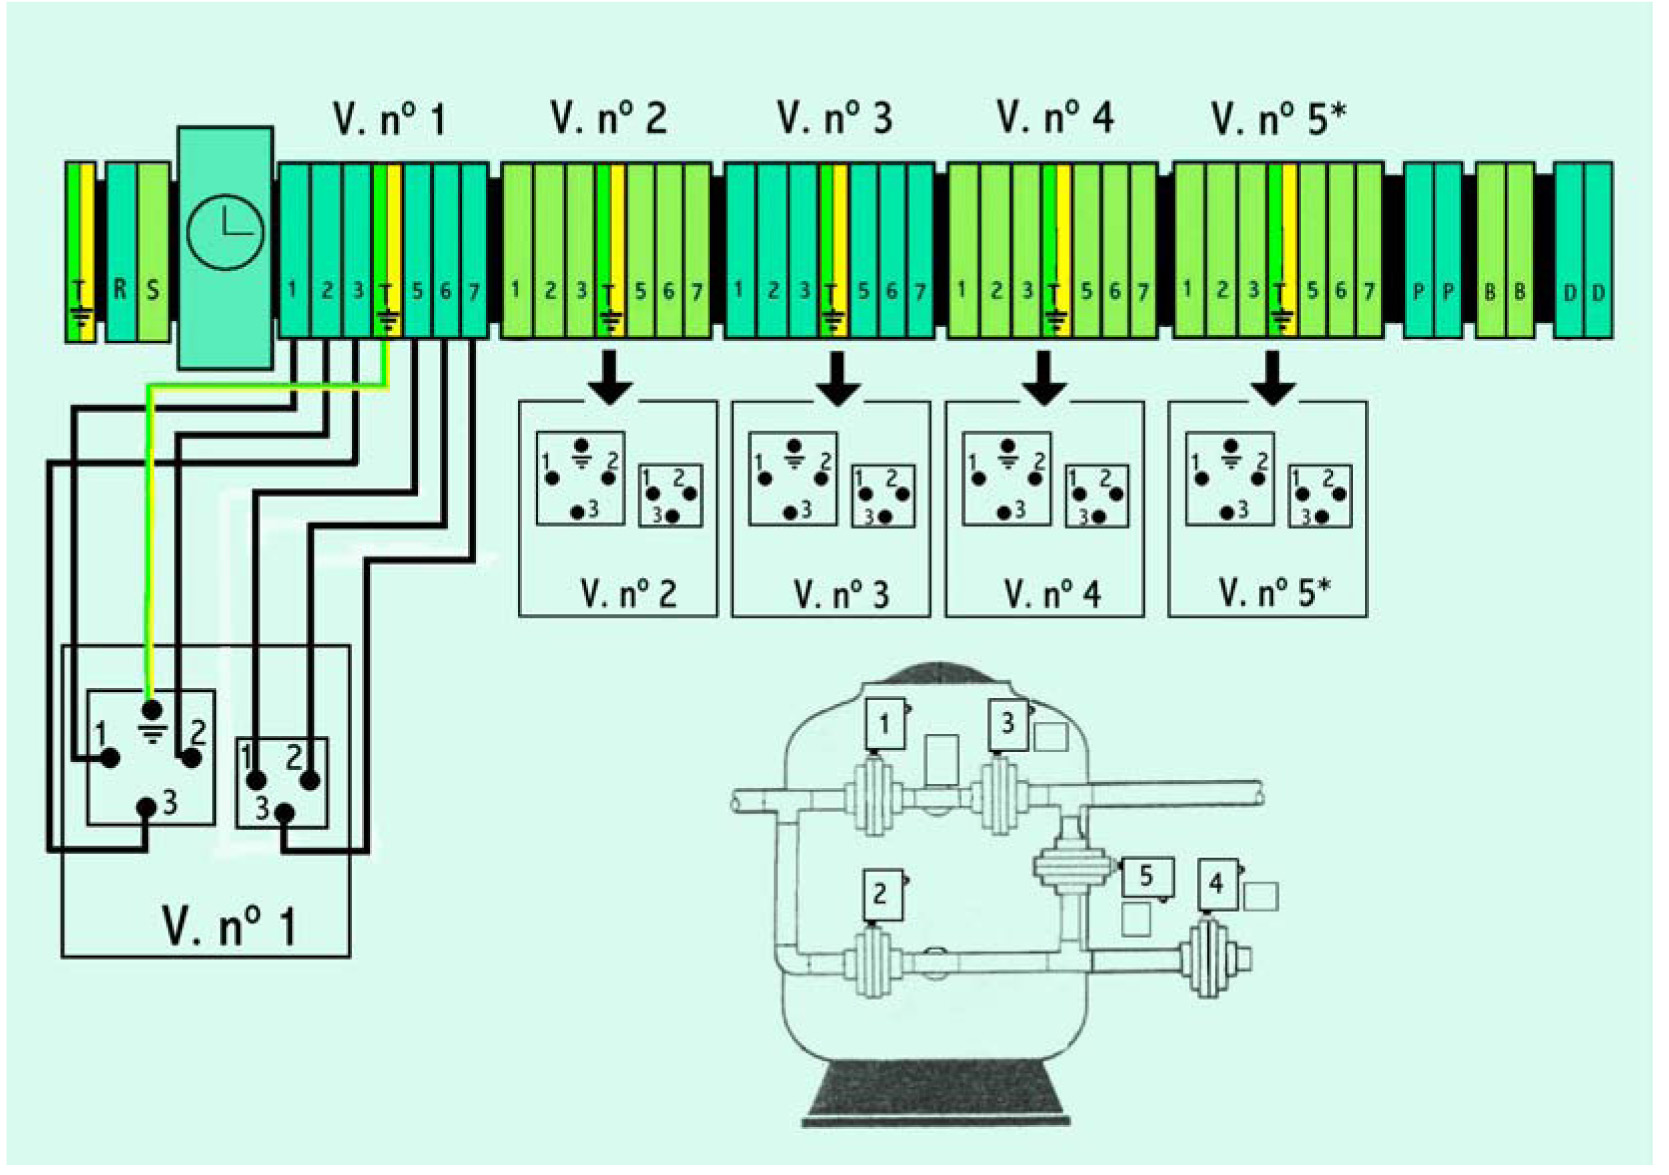 V. nº 1 V. nº 2 V. nº 3 V. nº 4 V. nº 5*
T R S 1 2 3 T 5 6 7 1 2 3 T 5 6 7 1 2 3 T 5 6 7 1 2 3 T 5 6 7 1 2 3 T 5 6 7 P P B B D D
1 2 1 2 1 2 1 2
1 2 1 2 1 2 1 2
3 3 3 3
3 3 3 3
V. nº 2 V. nº 3 V. nº 4 V. nº 5*
1 2
1 2
3 3
V. nº 1
1 3
2 5 4